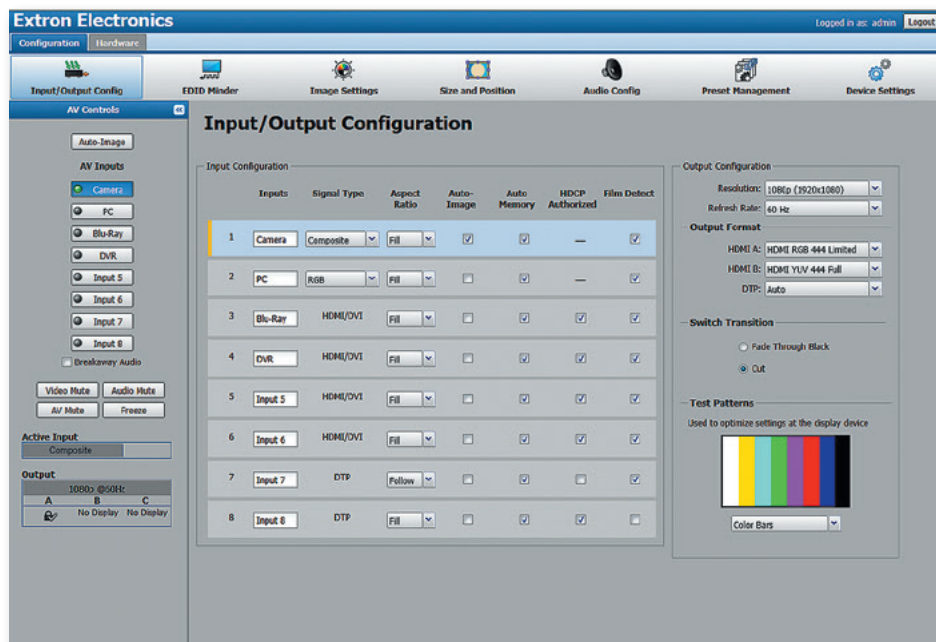 Extron Electronics
Logged in as: admin Logout
Configuration Hardware
Input/Output Config EDID Minder Image Settings Size and Position Audio Config Preset Management Device Settings
AV Controls
Auto-Image
AV Inputs
Camera
PC
Blu-Ray
DVR
Input 5
Input 6
Input 7
Input 8
Breakaway Audio
Video Mute Audio Mute
AV Mute Freeze
Active Input
Composite
Output
1080p @60Hz
A B C
No Display No Display
Input/Output Configuration
Input Configuration
Inputs Signal Type Aspect Ratio Auto-Image Auto Memory HDCP Authorized Film Detect
1 Camera Composite Fill —
2 PC RGB Fill —
3 Blu-Ray HDMI/DVI Fill
4 DVR HDMI/DVI Fill
5 Input 5 HDMI/DVI Fill
6 Input 6 HDMI/DVI Fill
7 Input 7 DTP Follow
8 Input 8 DTP Fill
Output Configuration
Resolution: 1080p (1920x1080)
Refresh Rate: 60 Hz
Output Format
HDMI A: HDMI RGB 444 Limited
HDMI B: HDMI YUV 444 Full
DTP: Auto
Switch Transition
Fade Through Black
Cut
Test Patterns
Used to optimize settings at the display device
Color Bars